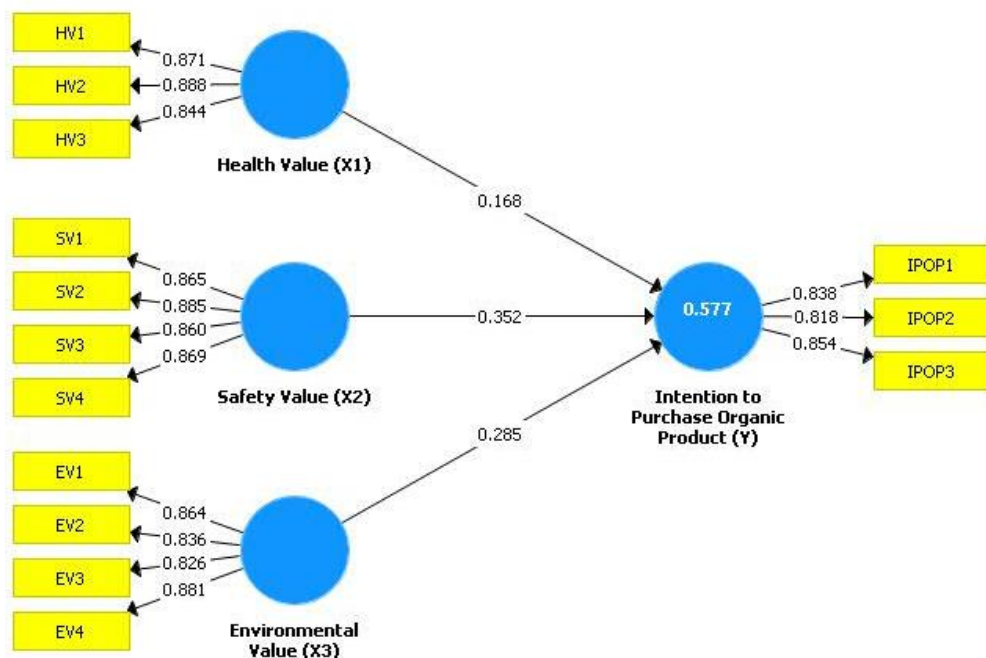 HV1
HV2
HV3
0.871
0.888
0.844
Health Value (X1)
0.168
SV1
SV2
SV3
SV4
0.865
0.885
0.860
0.869
Safety Value (X2)
0.352
EV1
EV2
EV3
EV4
0.864
0.836
0.826
0.881
Environmental
Value (X3)
0.285
0.577
Intention to
Purchase Organic
Product (Y)
0.838
0.818
0.854
IPOP1
IPOP2
IPOP3